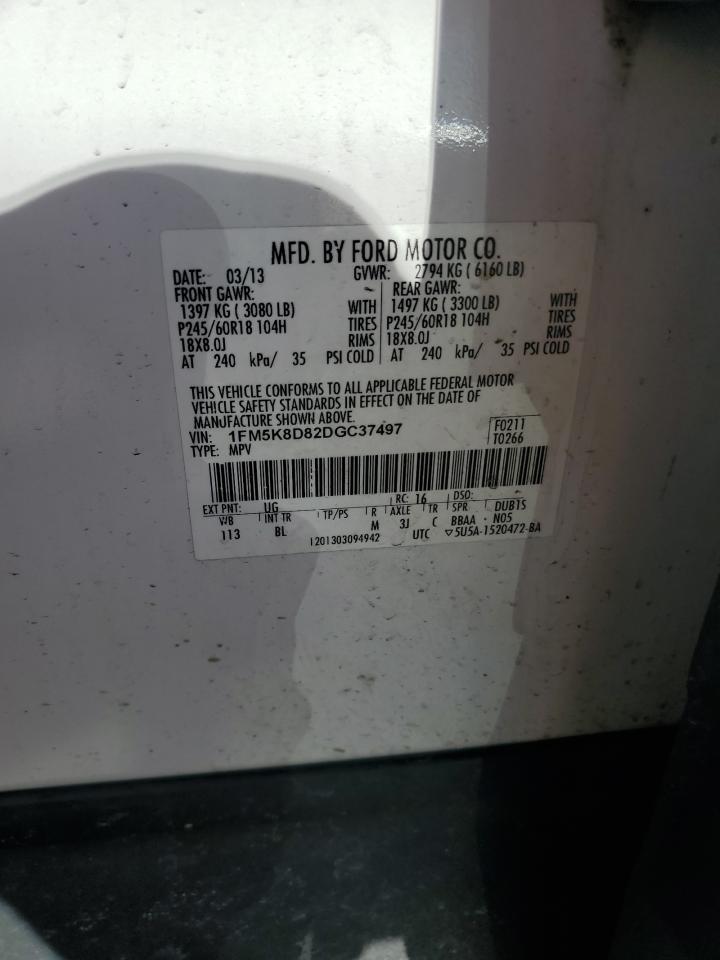 MFD. BY FORD MOTOR CO.
DATE: 03/13 GVWR: 2794 KG ( 6160 LB)
FRONT GAWR: REAR GAWR:
1397 KG ( 3080 LB) WITH 1497 KG ( 3300 LB) WITH
P245/60R18 104H TIRES P245/60R18 104H TIRES
18X8.0J RIMS 18X8.0J RIMS
AT 240 kPa/ 35 PSI COLD AT 240 kPa/ 35 PSI COLD
THIS VEHICLE CONFORMS TO ALL APPLICABLE FEDERAL MOTOR
VEHICLE SAFETY STANDARDS IN EFFECT ON THE DATE OF
MANUFACTURE SHOWN ABOVE.
VIN: 1FM5K8D82DGC37497 F0211
TYPE: MPV T0266
EXT PNT: UG RC: 16 DSO:
WB INT TR TP/PS R AXLE TR SPR DUBTS
113 BL M 3J C BBAA N05
1201303094942 UTC ▽5U5A-1520472-BA